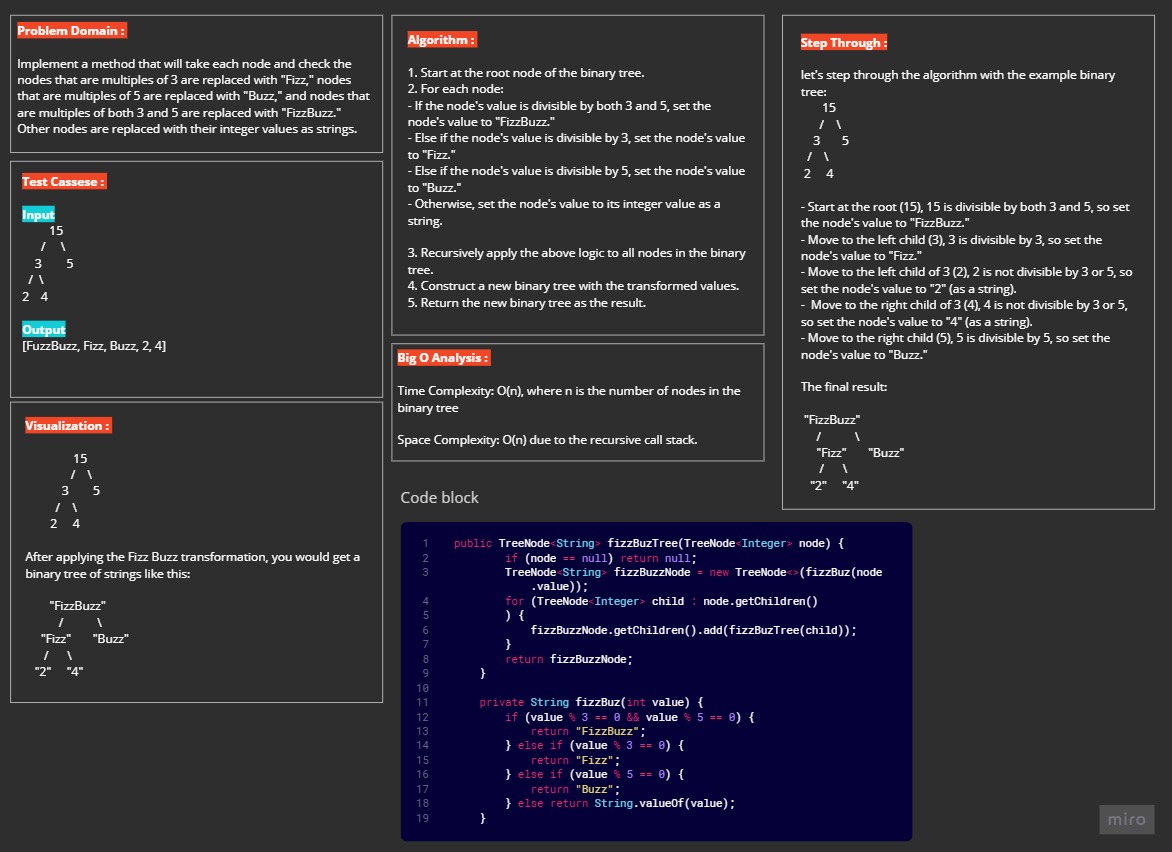 Problem Domain :
Implement a method that will take each node and check the
nodes that are multiples of 3 are replaced with "Fizz," nodes
that are multiples of 5 are replaced with "Buzz," and nodes that
are multiples of both 3 and 5 are replaced with "FizzBuzz."
Other nodes are replaced with their integer values as strings.
Test Cassese :
Input
15
/ \
3 5
/ \
2 4
Output
[FuzzBuzz, Fizz, Buzz, 2, 4]
Visualization :
15
/ \
3 5
/ \
2 4
After applying the Fizz Buzz transformation, you would get a
binary tree of strings like this:
"FizzBuzz"
/ \
"Fizz" "Buzz"
/ \
"2" "4"
Algorithm :
1. Start at the root node of the binary tree.
2. For each node:
- If the node's value is divisible by both 3 and 5, set the
node's value to "FizzBuzz."
- Else if the node's value is divisible by 3, set the node's value
to "Fizz."
- Else if the node's value is divisible by 5, set the node's value
to "Buzz."
- Otherwise, set the node's value to its integer value as a
string.
3. Recursively apply the above logic to all nodes in the binary
tree.
4. Construct a new binary tree with the transformed values.
5. Return the new binary tree as the result.
Big O Analysis :
Time Complexity: O(n), where n is the number of nodes in the
binary tree
Space Complexity: O(n) due to the recursive call stack.
Code block
1 public TreeNode<String> fizzBuzTree(TreeNode<Integer> node) {
2 if (node == null) return null;
3 TreeNode<String> fizzBuzzNode = new TreeNode<>(fizzBuz(node
.value));
4 for (TreeNode<Integer> child : node.getChildren()
5 ) {
6 fizzBuzzNode.getChildren().add(fizzBuzTree(child));
7 }
8 return fizzBuzzNode;
9 }
10
11 private String fizzBuz(int value) {
12 if (value % 3 == 0 && value % 5 == 0) {
13 return "FizzBuzz";
14 } else if (value % 3 == 0) {
15 return "Fizz";
16 } else if (value % 5 == 0) {
17 return "Buzz";
18 } else return String.valueOf(value);
19 }
Step Through :
let's step through the algorithm with the example binary
tree:
15
/ \
3 5
/ \
2 4
- Start at the root (15), 15 is divisible by both 3 and 5, so set
the node's value to "FizzBuzz."
- Move to the left child (3), 3 is divisible by 3, so set the
node's value to "Fizz."
- Move to the left child of 3 (2), 2 is not divisible by 3 or 5, so
set the node's value to "2" (as a string).
- Move to the right child of 3 (4), 4 is not divisible by 3 or 5,
so set the node's value to "4" (as a string).
- Move to the right child (5), 5 is divisible by 5, so set the
node's value to "Buzz."
The final result:
"FizzBuzz"
/ \
"Fizz" "Buzz"
/ \
"2" "4"
miro